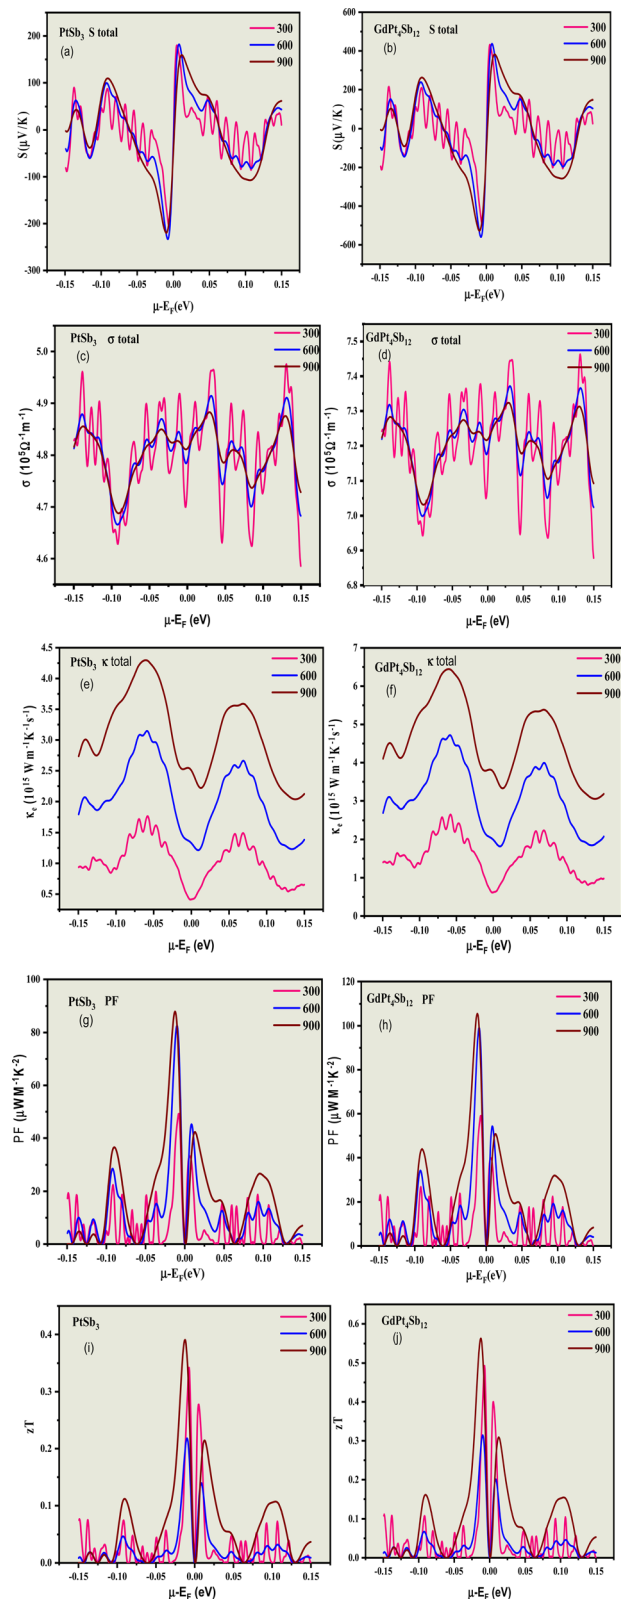 PtSb3 S total
(a)
300
600
900
200
100
0
-100
-200
-300
S(μV/K)
-0.15 -0.10 -0.05 0.00 0.05 0.10 0.15
μ-EF(eV)
GdPt4Sb12 S total
(b)
300
600
900
600
400
200
0
-200
-400
-600
S(μV/K)
-0.15 -0.10 -0.05 0.00 0.05 0.10 0.15
μ-EF(eV)
PtSb3 σ total
(c)
300
600
900
5.0
4.9
4.8
4.7
4.6
σ (10⁵Ω⁻¹m⁻¹)
-0.15 -0.10 -0.05 0.00 0.05 0.10 0.15
μ-EF (eV)
GdPt4Sb12 σ total
(d)
300
600
900
7.5
7.4
7.3
7.2
7.1
7.0
6.9
6.8
σ (10⁵Ω⁻¹m⁻¹)
-0.15 -0.10 -0.05 0.00 0.05 0.10 0.15
μ-EF (eV)
PtSb3 κ total
(e)
300
600
900
4.5
4.0
3.5
3.0
2.5
2.0
1.5
1.0
0.5
κe (10¹⁵ W m⁻¹K⁻¹s⁻¹)
-0.15 -0.10 -0.05 0.00 0.05 0.10 0.15
μ-EF (eV)
GdPt4Sb12 κ total
(f)
300
600
900
7
6
5
4
3
2
1
0
κe (10¹⁵ W m⁻¹K⁻¹s⁻¹)
-0.15 -0.10 -0.05 0.00 0.05 0.10 0.15
μ-EF (eV)
PtSb3 PF
(g)
300
600
900
100
80
60
40
20
0
PF (μWM⁻¹K⁻²)
-0.15 -0.10 -0.05 0.00 0.05 0.10 0.15
μ-EF(eV)
GdPt4Sb12 PF
(h)
300
600
900
120
100
80
60
40
20
0
PF (μWM⁻¹K⁻²)
-0.15 -0.10 -0.05 0.00 0.05 0.10 0.15
μ-EF(eV)
PtSb3
(i)
300
600
900
0.4
0.3
0.2
0.1
0.0
zT
-0.15 -0.10 -0.05 0.00 0.05 0.10 0.15
μ-EF (eV)
GdPt4Sb12
(j)
300
600
900
0.6
0.5
0.4
0.3
0.2
0.1
0.0
zT
-0.15 -0.10 -0.05 0.00 0.05 0.10 0.15
μ-EF (eV)